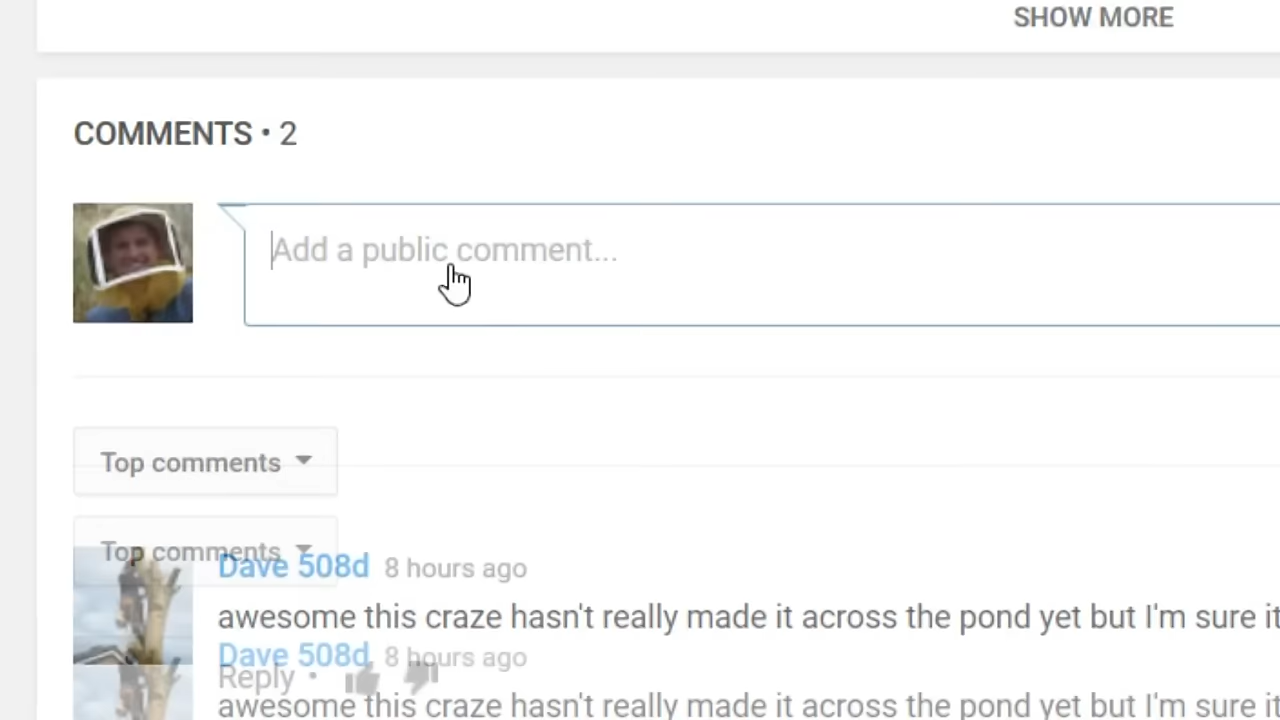 SHOW MORE
COMMENTS • 2
Add a public comment...
Top comments
Top comments
Dave 508d 8 hours ago
awesome this craze hasn't really made it across the pond yet but I'm sure it
Dave 508d 8 hours ago
Reply •
awesome this craze hasn't really made it across the pond yet but I'm sure it